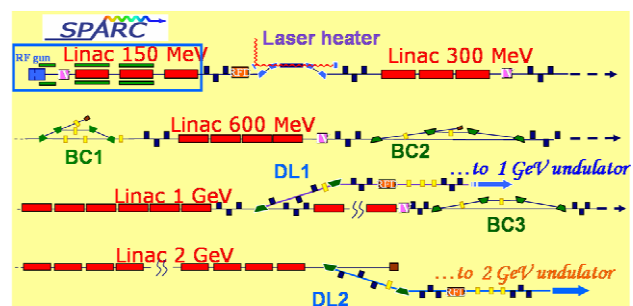 SPARC
Laser heater
Linac 150 MeV
Linac 300 MeV
RF gun
RFD
Linac 600 MeV
BC1
BC2
DL1
...to 1 GeV undulator
Linac 1 GeV
BC3
Linac 2 GeV
...to 2 GeV undulator
DL2